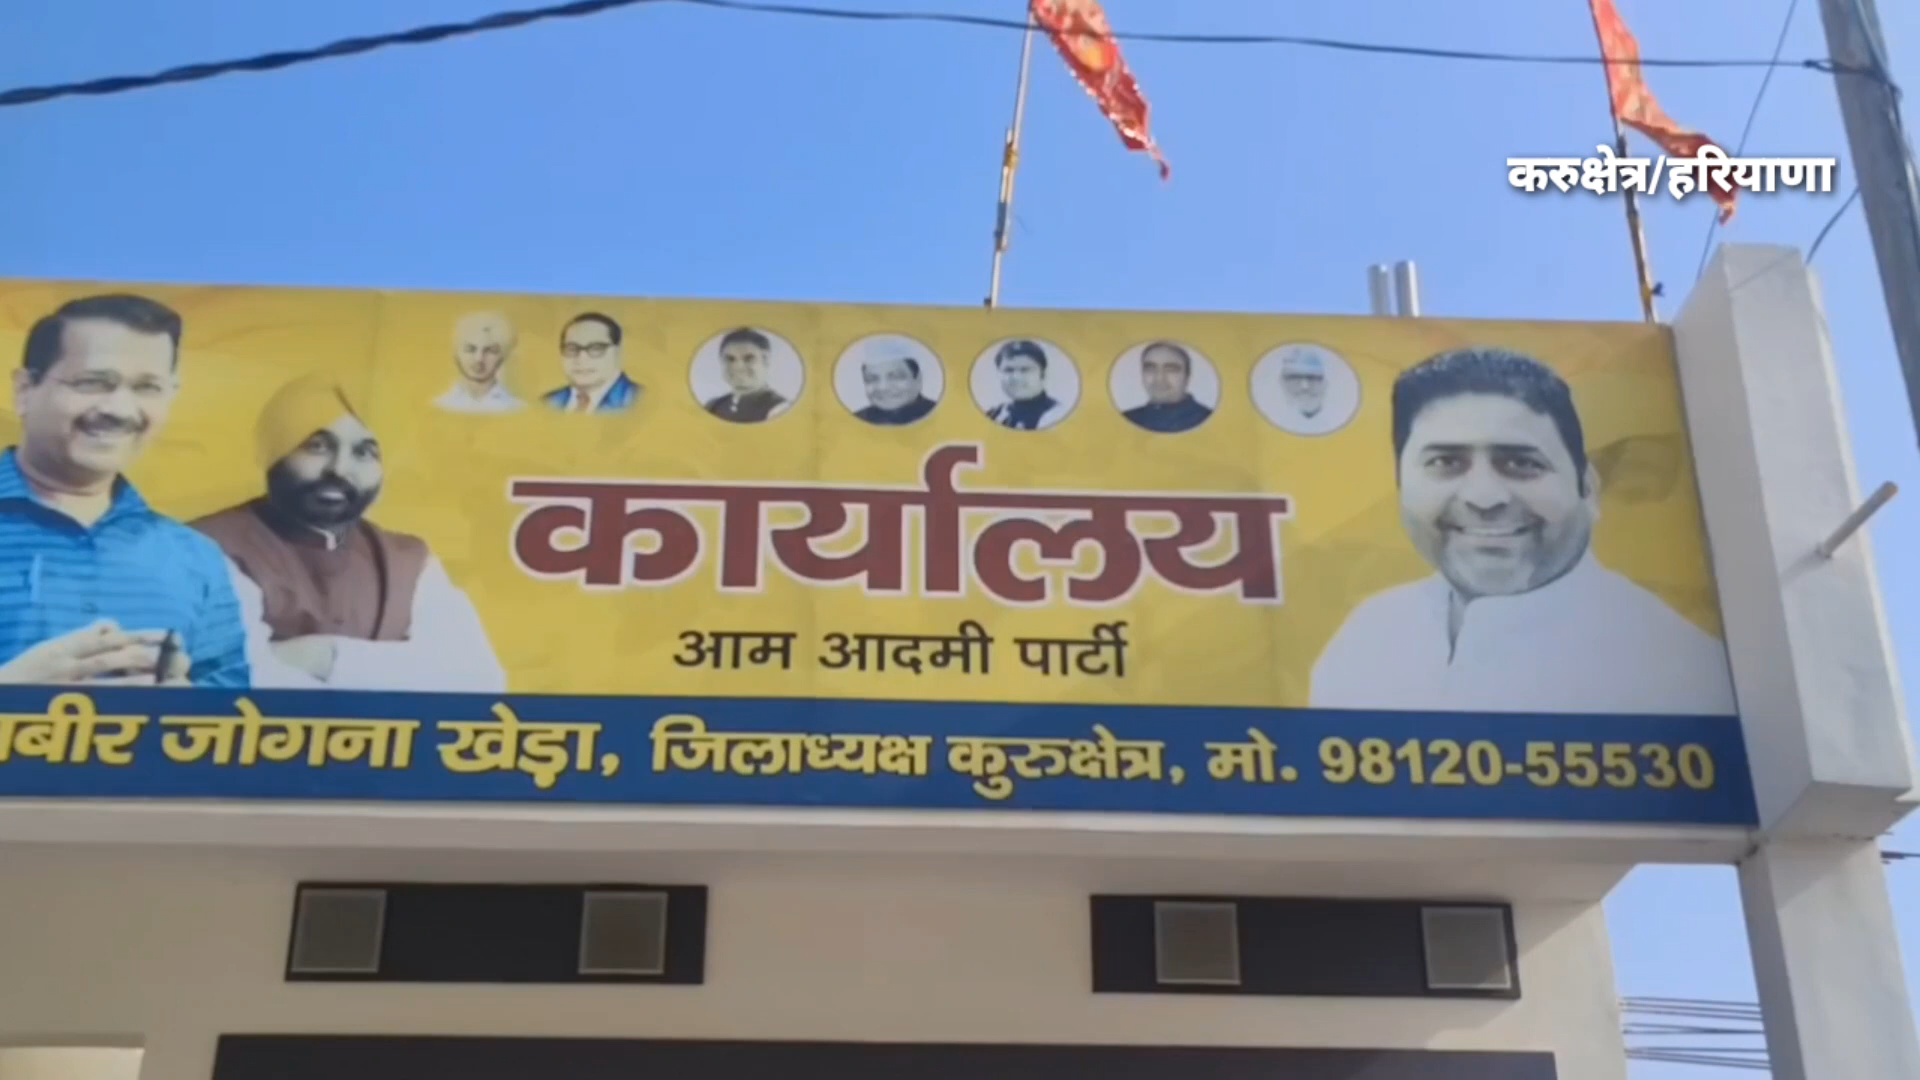 करुक्षेत्र/हरियाणा
कार्यालय
आम आदमी पार्टी
जोगना खेड़ा, जिलाध्यक्ष कुरुक्षेत्र, मो. 98120-55530